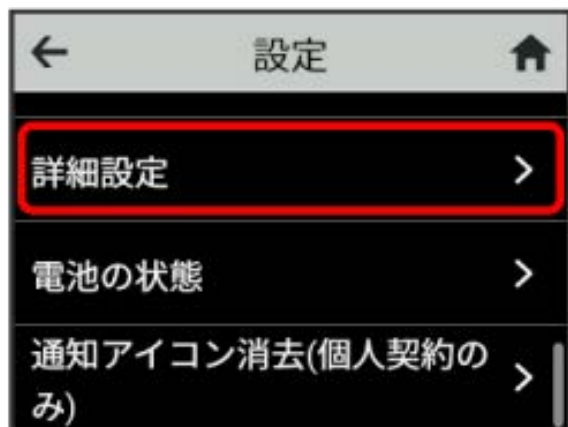 設定
詳細設定
電池の状態
通知アイコン消去(個人契約の
み)